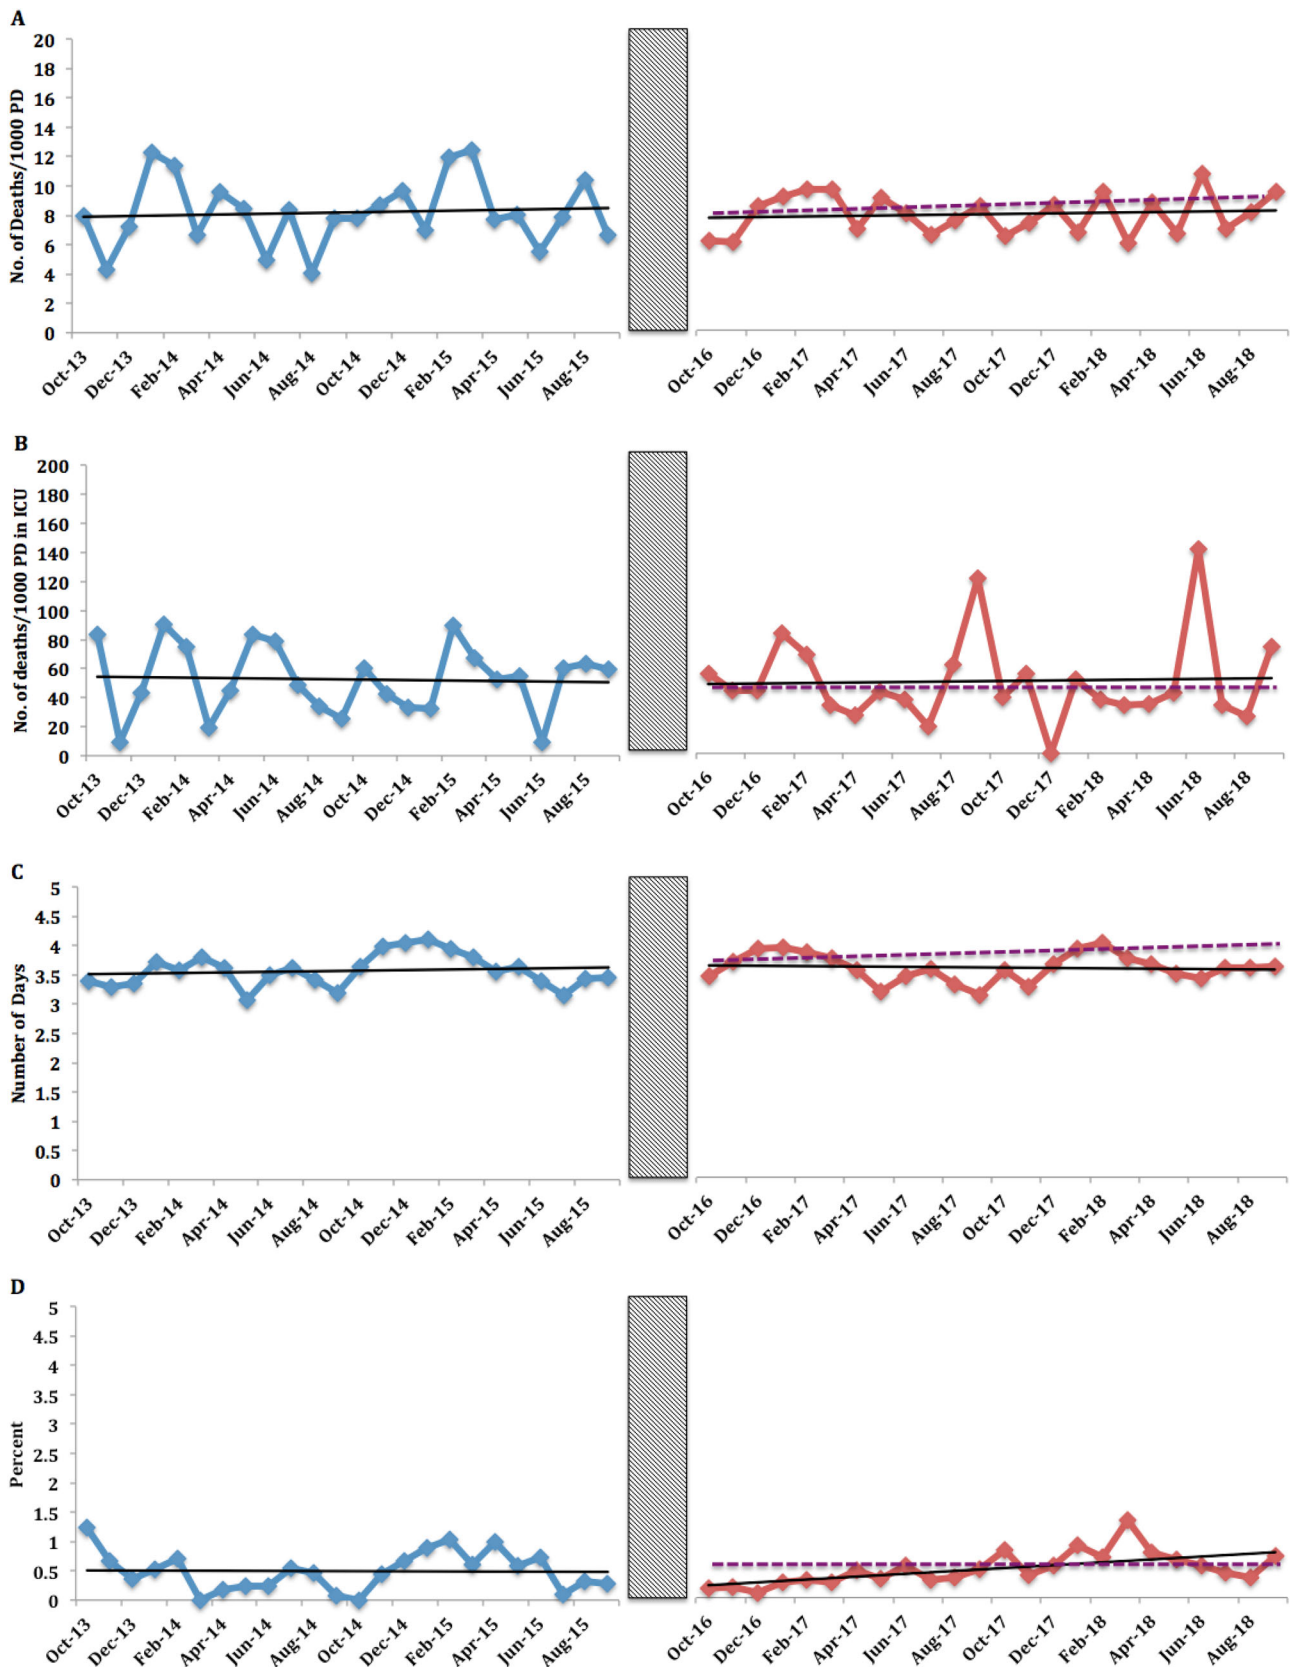 A
No. of Deaths/1000 PD
20
18
16
14
12
10
8
6
4
2
0
Oct-13 Dec-13 Feb-14 Apr-14 Jun-14 Aug-14 Oct-14 Dec-14 Feb-15 Apr-15 Jun-15 Aug-15
Oct-16 Dec-16 Feb-17 Apr-17 Jun-17 Aug-17 Oct-17 Dec-17 Feb-18 Apr-18 Jun-18 Aug-18
B
No. of deaths/1000 PD in ICU
200
180
160
140
120
100
80
60
40
20
0
Oct-13 Dec-13 Feb-14 Apr-14 Jun-14 Aug-14 Oct-14 Dec-14 Feb-15 Apr-15 Jun-15 Aug-15
Oct-16 Dec-16 Feb-17 Apr-17 Jun-17 Aug-17 Oct-17 Dec-17 Feb-18 Apr-18 Jun-18 Aug-18
C
Number of Days
5
4.5
4
3.5
3
2.5
2
1.5
1
0.5
0
Oct-13 Dec-13 Feb-14 Apr-14 Jun-14 Aug-14 Oct-14 Dec-14 Feb-15 Apr-15 Jun-15 Aug-15
Oct-16 Dec-16 Feb-17 Apr-17 Jun-17 Aug-17 Oct-17 Dec-17 Feb-18 Apr-18 Jun-18 Aug-18
D
Percent
5
4.5
4
3.5
3
2.5
2
1.5
1
0.5
0
Oct-13 Dec-13 Feb-14 Apr-14 Jun-14 Aug-14 Oct-14 Dec-14 Feb-15 Apr-15 Jun-15 Aug-15
Oct-16 Dec-16 Feb-17 Apr-17 Jun-17 Aug-17 Oct-17 Dec-17 Feb-18 Apr-18 Jun-18 Aug-18